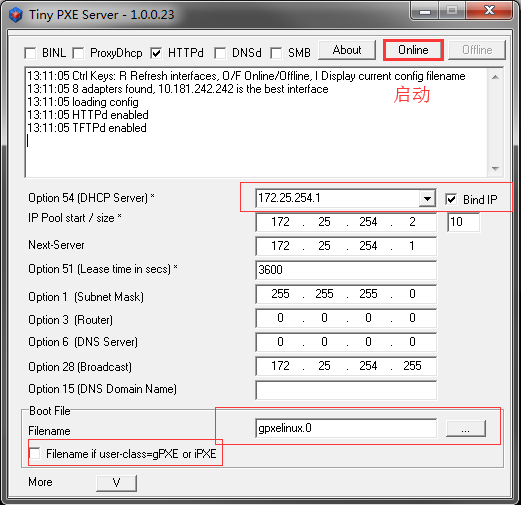 Tiny PXE Server - 1.0.0.23
BINL ProxyDhcp HTTPd DNSd SMB About Online Offline
13:11:05 Ctrl Keys: R Refresh interfaces, O/F Online/Offline, I Display current config filename
13:11:05 8 adapters found, 10.181.242.242 is the best interface
13:11:05 loading config
13:11:05 HTTPd enabled
13:11:05 TFTPd enabled
启动
Option 54 (DHCP Server) * 172.25.254.1 Bind IP
IP Pool start / size * 172 . 25 . 254 . 2 10
Next-Server 172 . 25 . 254 . 1
Option 51 (Lease time in secs) * 3600
Option 1 (Subnet Mask) 255 . 255 . 255 . 0
Option 3 (Router) 0 . 0 . 0 . 0
Option 6 (DNS Server) 0 . 0 . 0 . 0
Option 28 (Broadcast) 172 . 25 . 254 . 255
Option 15 (DNS Domain Name)
Boot File
Filename gpxelinux.0 ...
Filename if user-class=gPXE or iPXE
More V